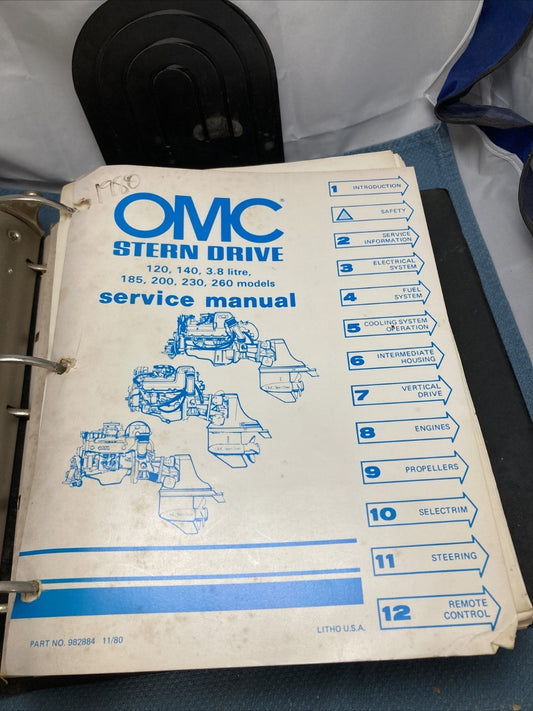 1980
OMC®
STERN DRIVE
120, 140, 3.8 litre,
185, 200, 230, 260 models
service manual
1 INTRODUCTION
SAFETY
2 SERVICE
INFORMATION
3 ELECTRICAL
SYSTEM
4 FUEL
SYSTEM
5 COOLING SYSTEM
OPERATION
6 INTERMEDIATE
HOUSING
7 VERTICAL
DRIVE
8 ENGINES
9 PROPELLERS
10 SELECTRIM
11 STEERING
12 REMOTE
CONTROL
PART NO. 982884 11/80
LITHO U.S.A.